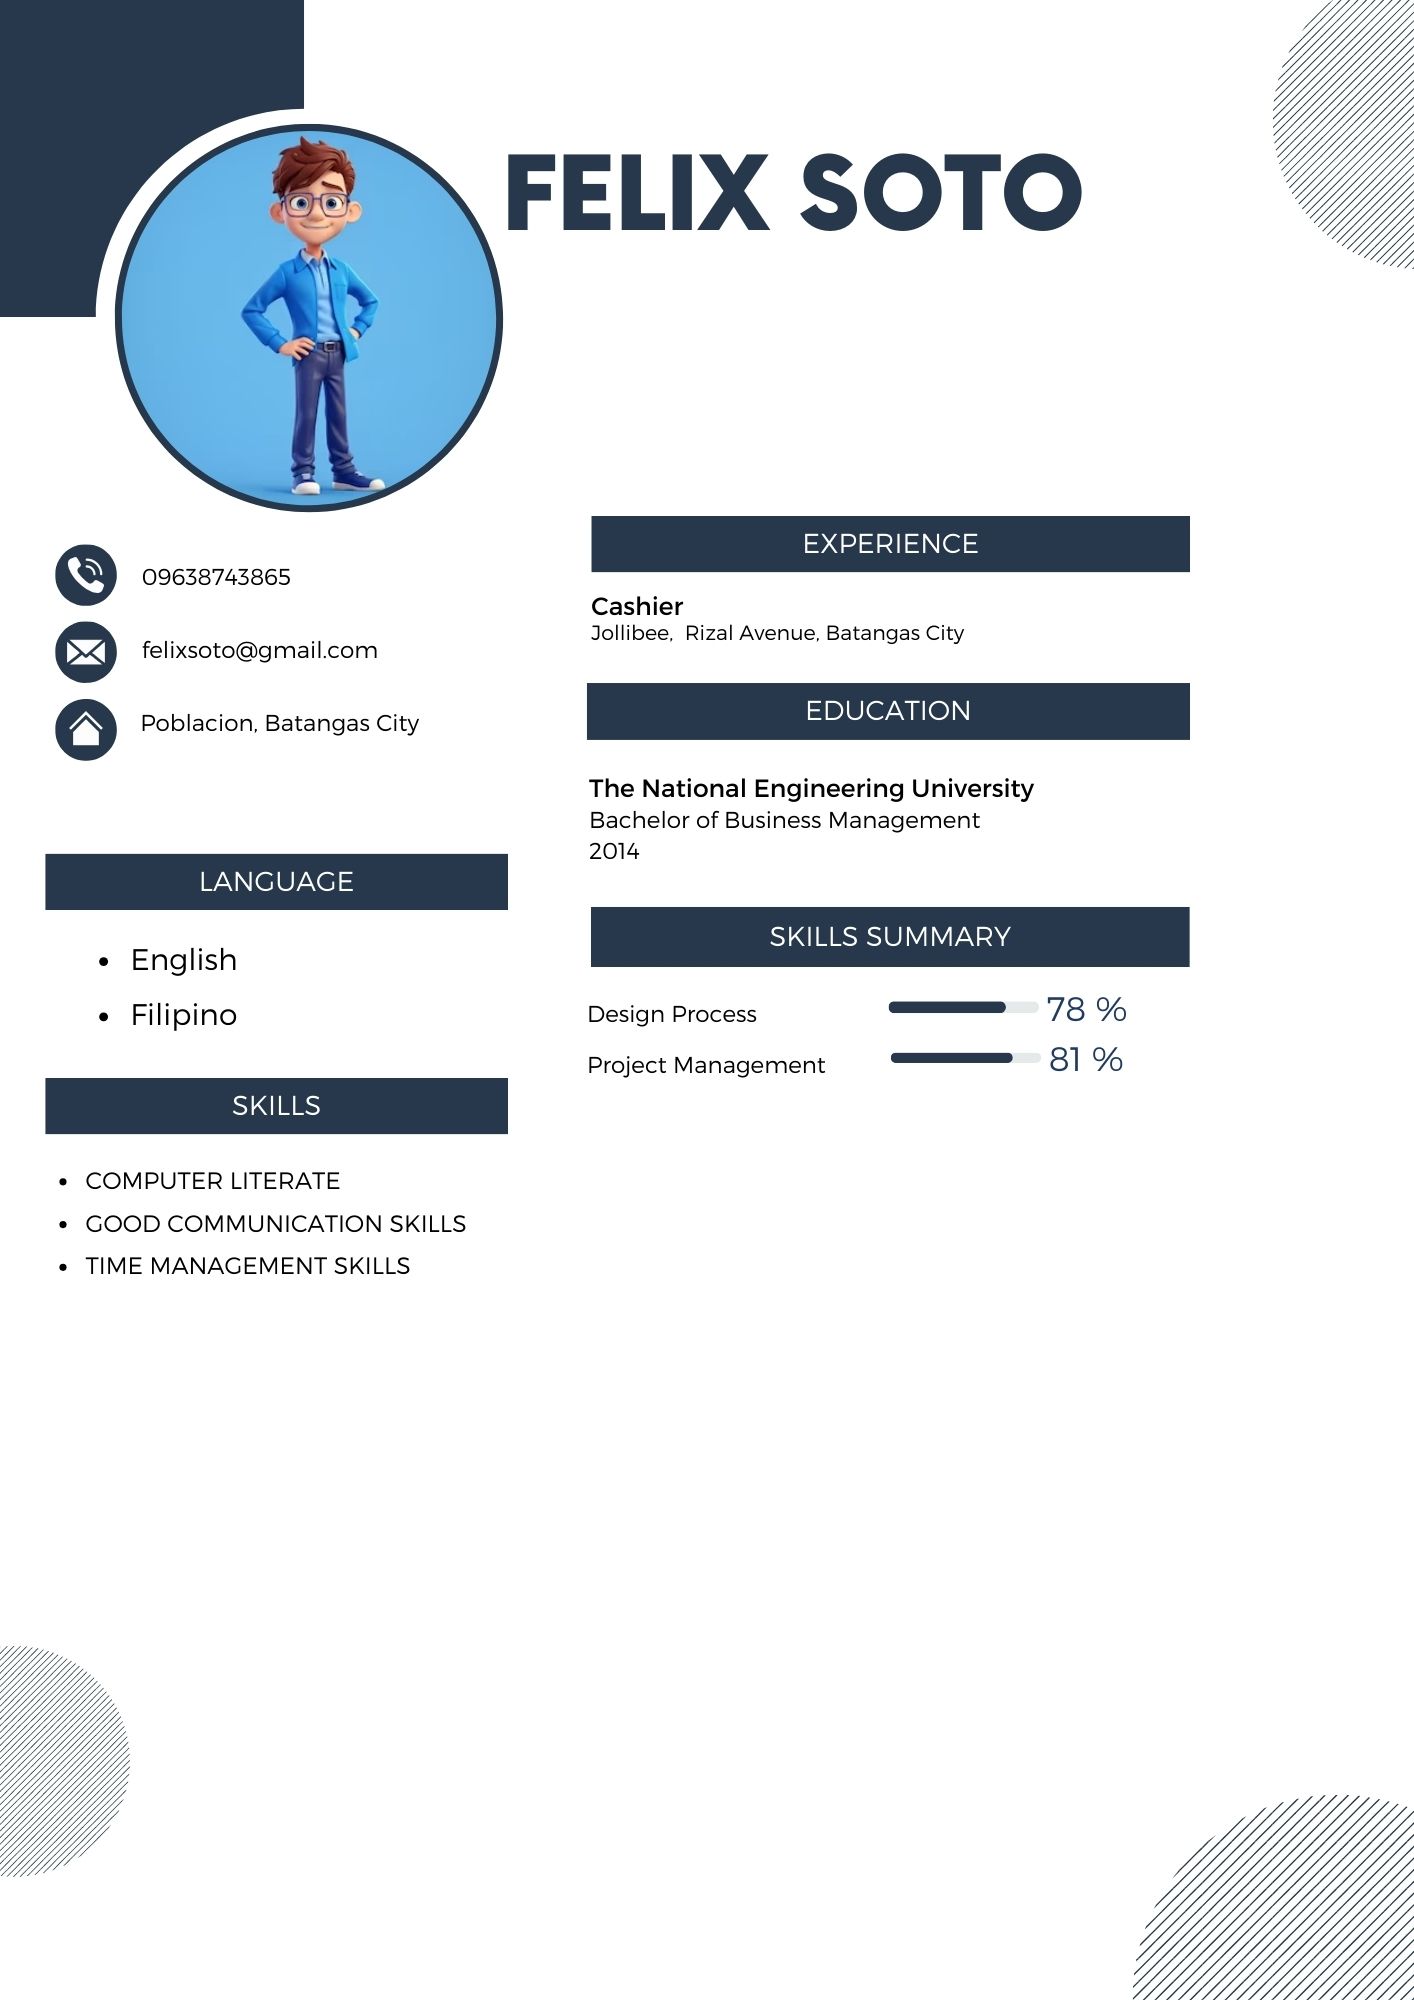 FELIX SOTO
09638743865
felixsoto@gmail.com
Poblacion, Batangas City
LANGUAGE
English
Filipino
SKILLS
COMPUTER LITERATE
GOOD COMMUNICATION SKILLS
TIME MANAGEMENT SKILLS
EXPERIENCE
Cashier
Jollibee,  Rizal Avenue, Batangas City
EDUCATION
The National Engineering University
Bachelor of Business Management
2014
SKILLS SUMMARY
Design Process 78 %
Project Management 81 %